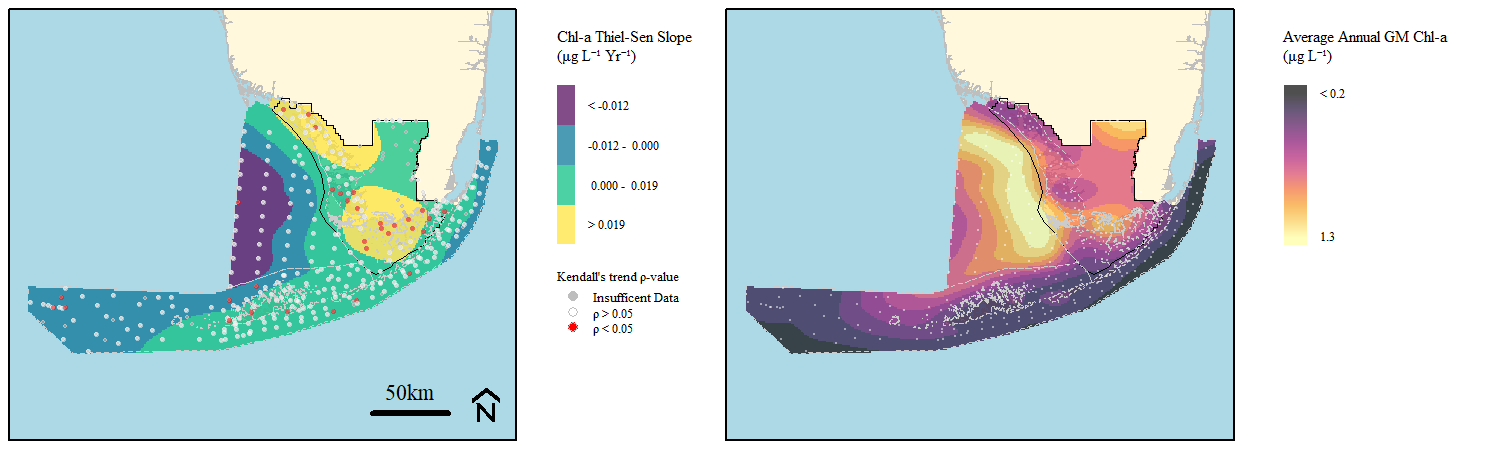 Chl-a Thiel-Sen Slope
(µg L⁻¹ Yr⁻¹)
< -0.012
-0.012 - 0.000
0.000 - 0.019
> 0.019
Kendall's trend ρ-value
Insufficent Data
ρ > 0.05
ρ < 0.05
50km
N
Average Annual GM Chl-a
(µg L⁻¹)
< 0.2
1.3